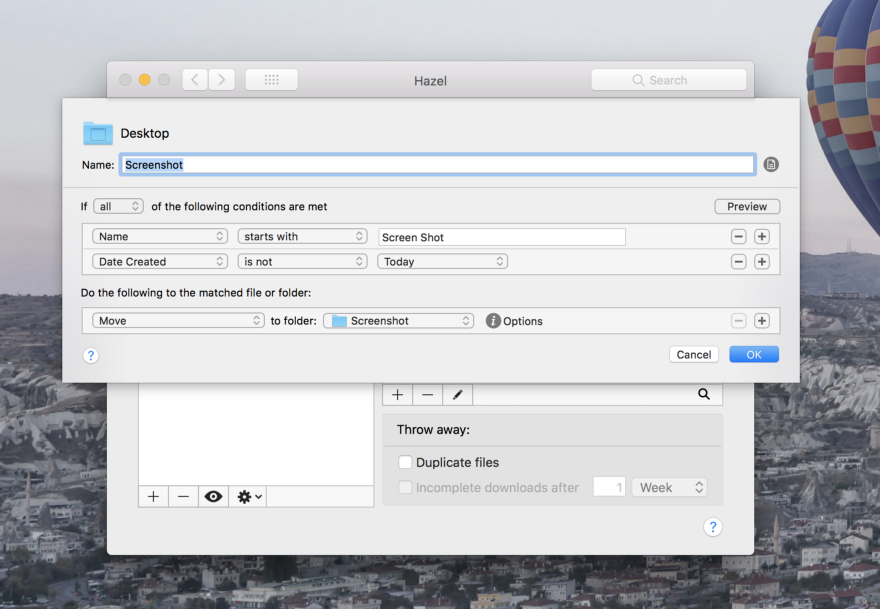 Hazel
Search
Desktop
Name: Screenshot
If all of the following conditions are met Preview
Name starts with Screen Shot
Date Created is not Today
Do the following to the matched file or folder:
Move to folder: Screenshot i Options
? Cancel OK
Throw away:
Duplicate files
Incomplete downloads after 1 Week
?